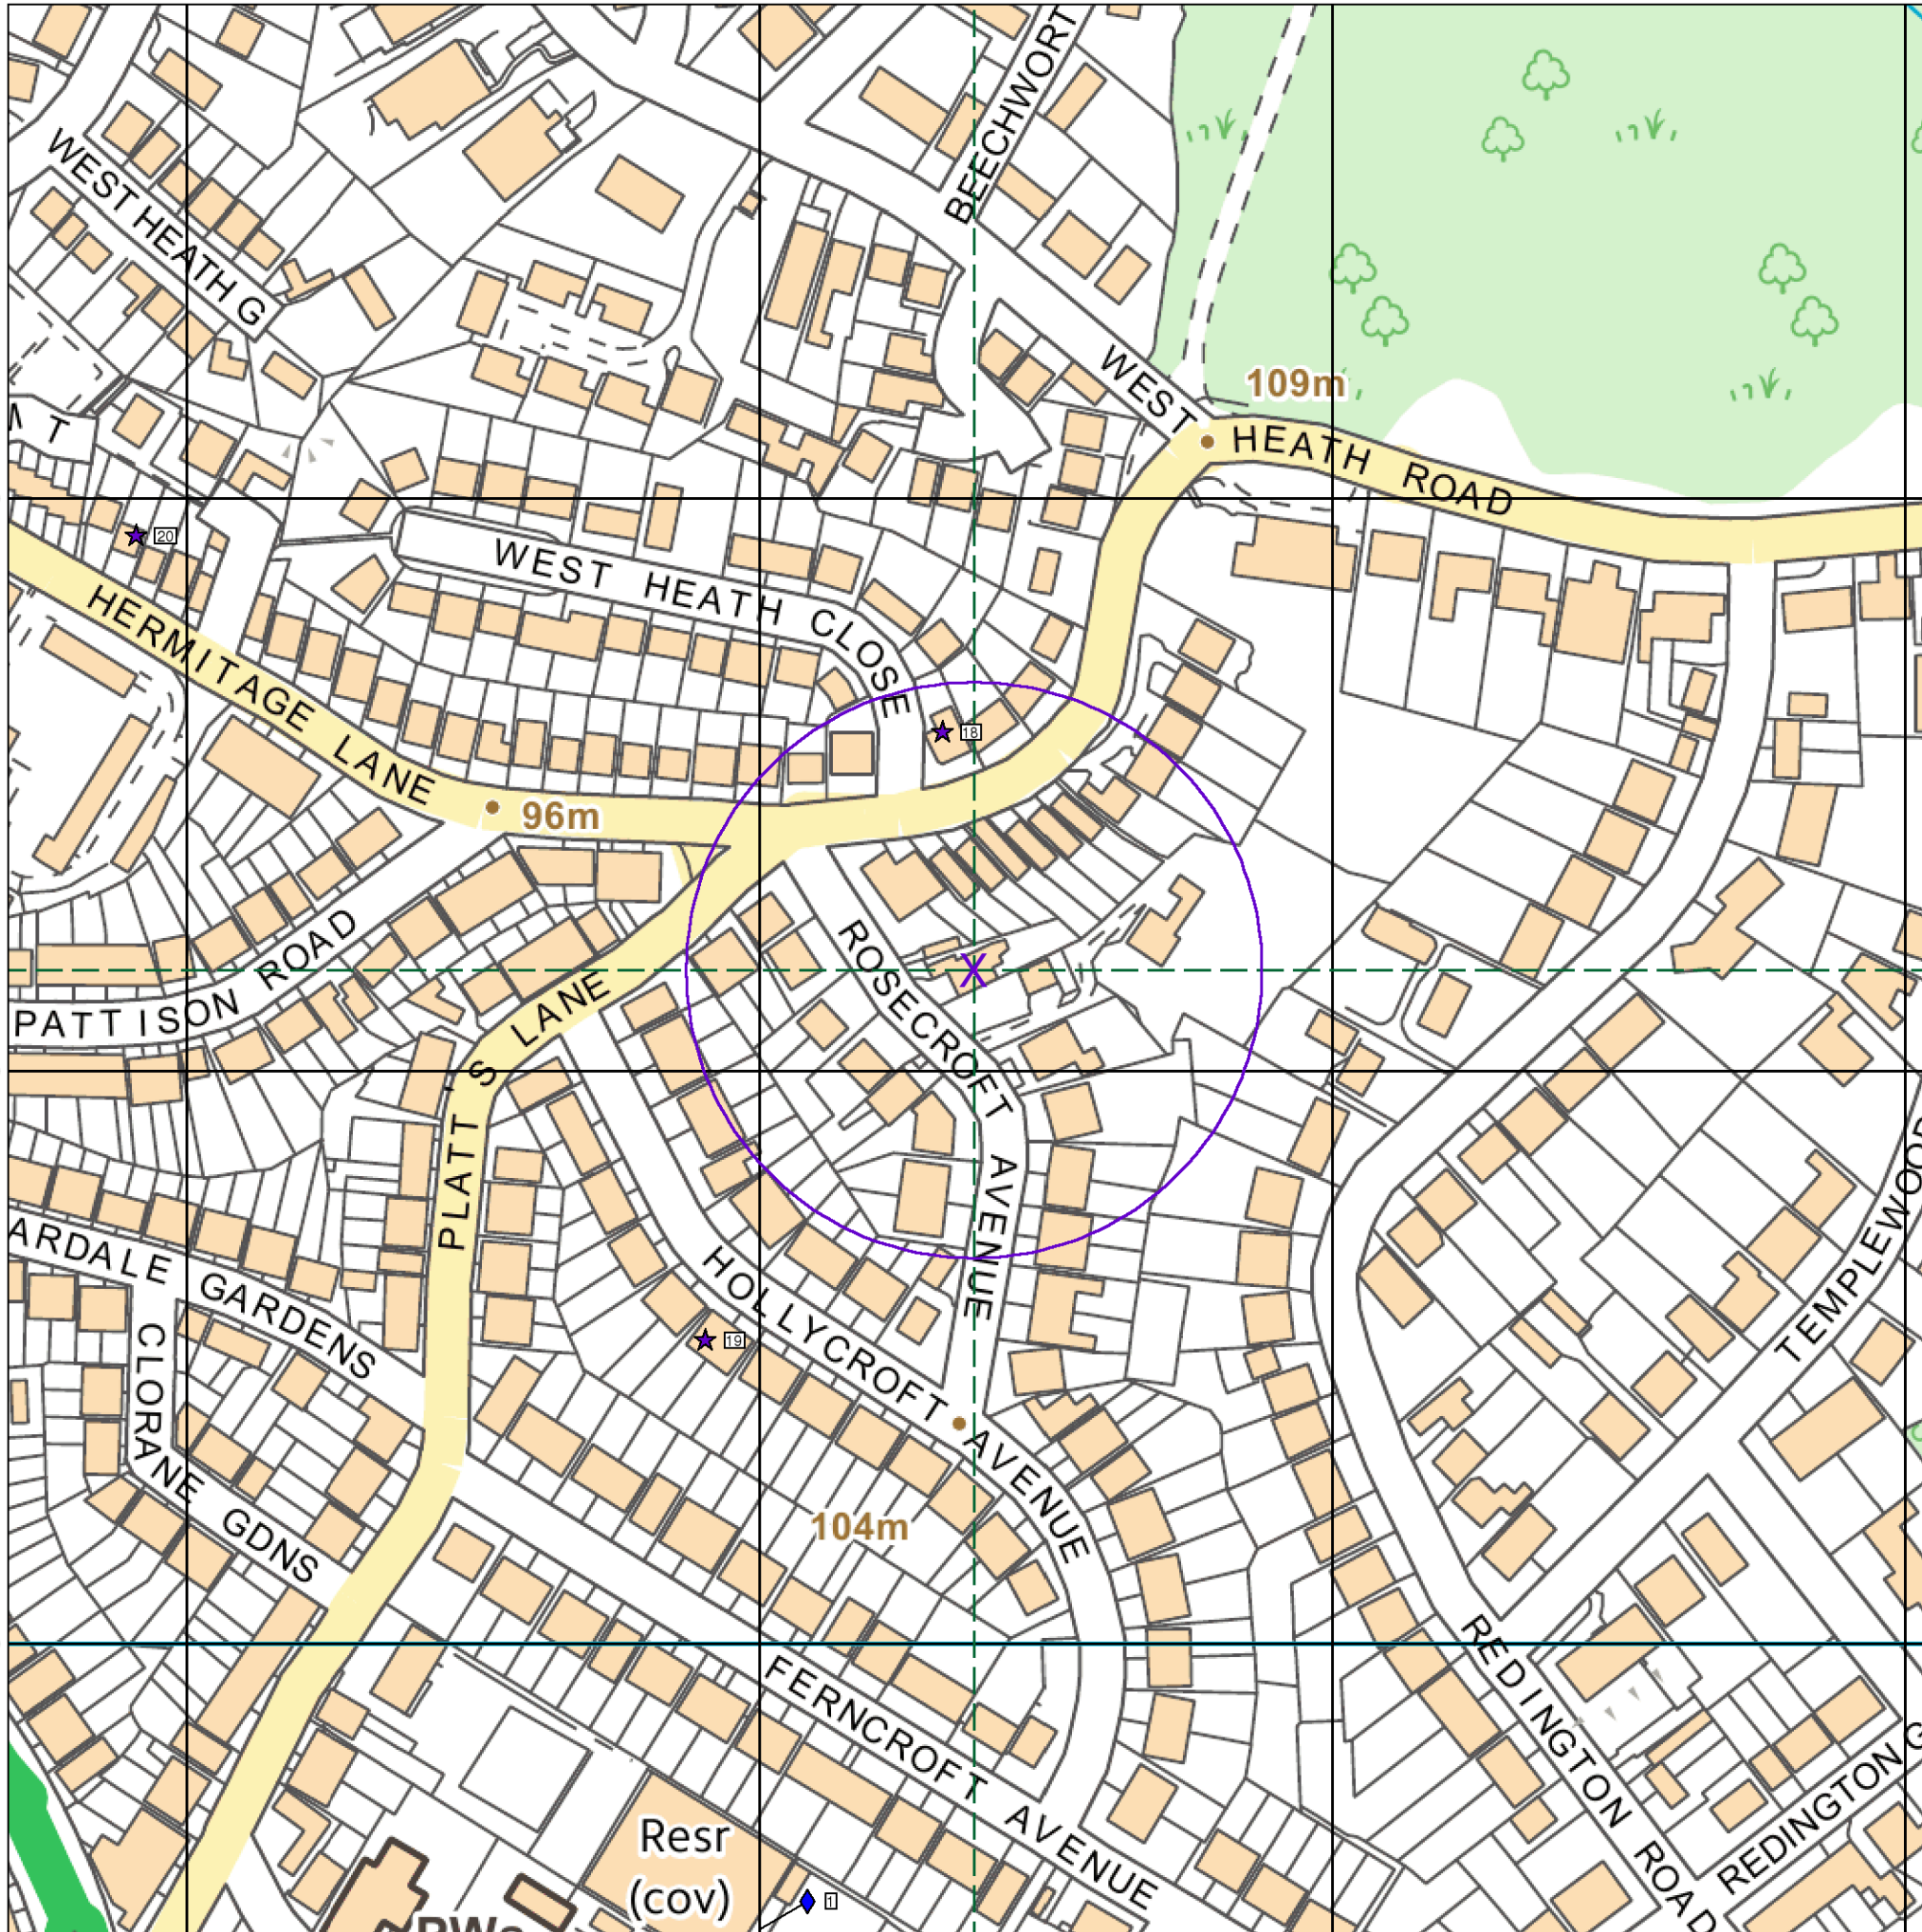 BEECHWORT
WEST HEATH G
109m
WEST
HEATH ROAD
M T
20
WEST HEATH CLOSE
HERMITAGE LANE
18
96m
PATTISON ROAD
ROSECROFT AVENUE
X
PLATT'S LANE
ARDALE GARDENS
CLORANE GDNS
HOLLYCROFT AVENUE
19
104m
TEMPLEWOOD
FERNCROFT AVENUE
REDINGTON ROAD
REDINGTON G
Resr
(cov)
1